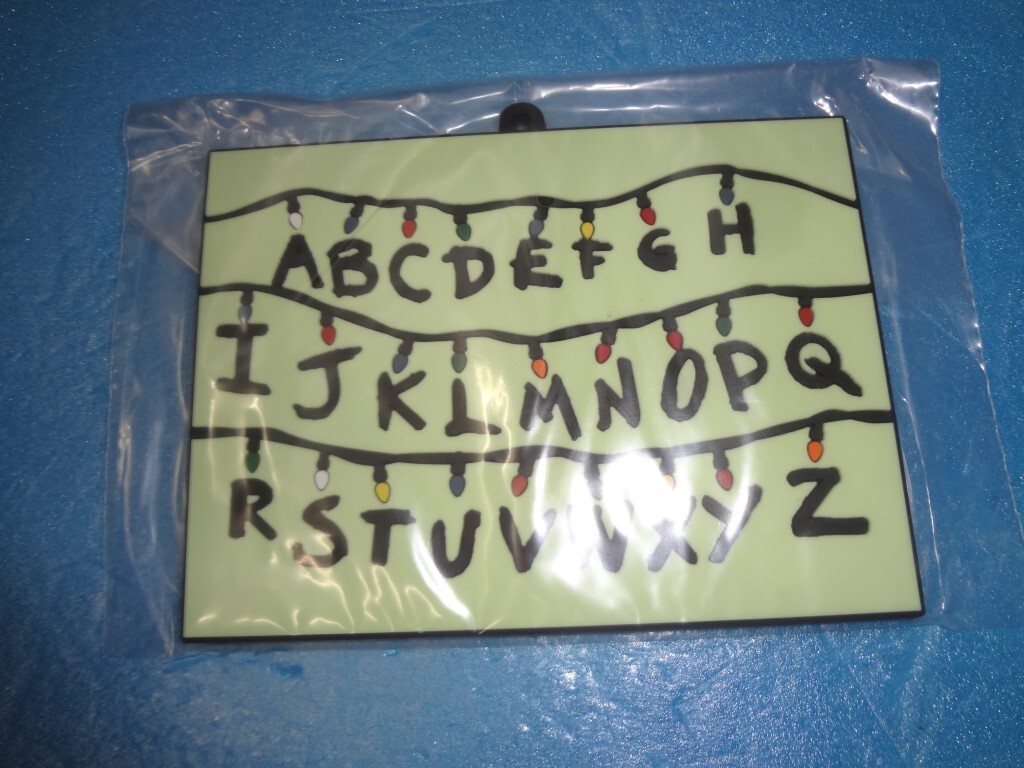 ABCDEFGH
IJKLMNOPQ
RSTUVWXYZ